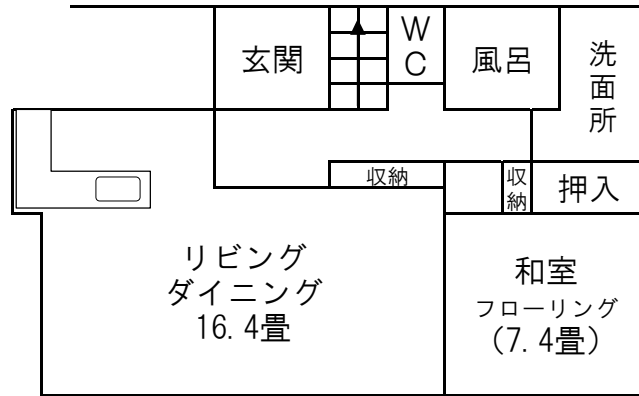 玄関
WC
風呂
洗面所
収納
収納
押入
リビング
ダイニング
16.4畳
和室
フローリング
(7.4畳)